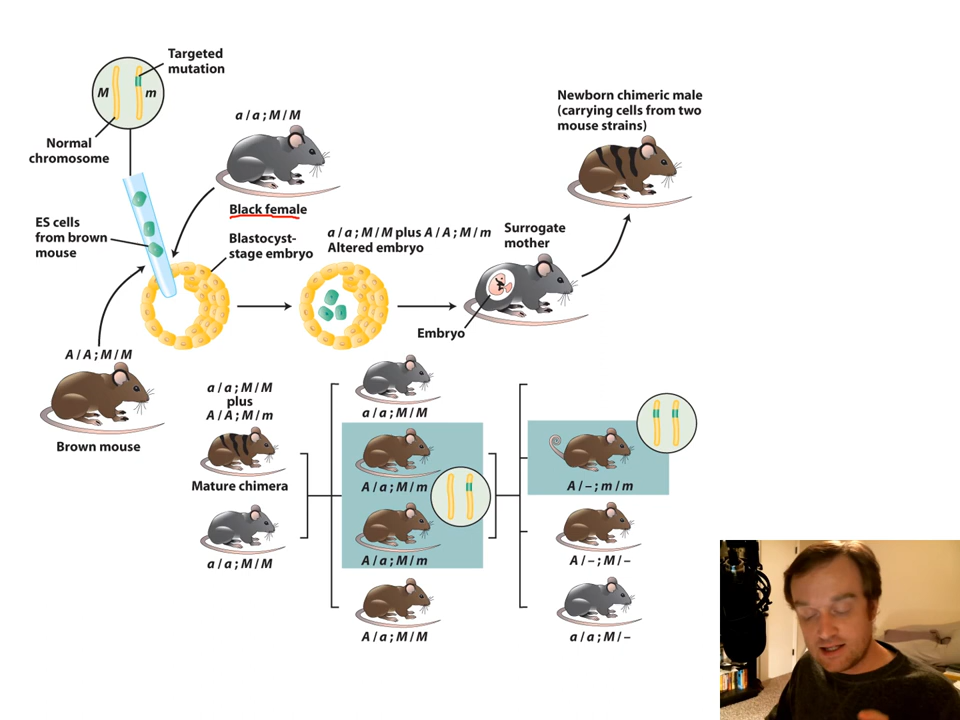 Targeted
mutation
M
m
Normal
chromosome
a/a; M/M
Black female
Newborn chimeric male
(carrying cells from two
mouse strains)
ES cells
from brown
mouse
Blastocyst-
stage embryo
a/a; M/M plus A/A; M/m
Altered embryo
Surrogate
mother
Embryo
A/A; M/M
Brown mouse
a/a; M/M
plus
A/A; M/m
Mature chimera
a/a; M/M
a/a; M/M
A/a; M/m
A/a; M/m
A/a; M/M
A/–; m/m
A/–; M/–
a/a; M/–